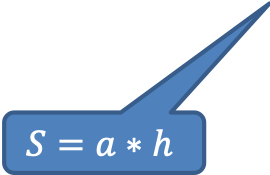 S = a * h